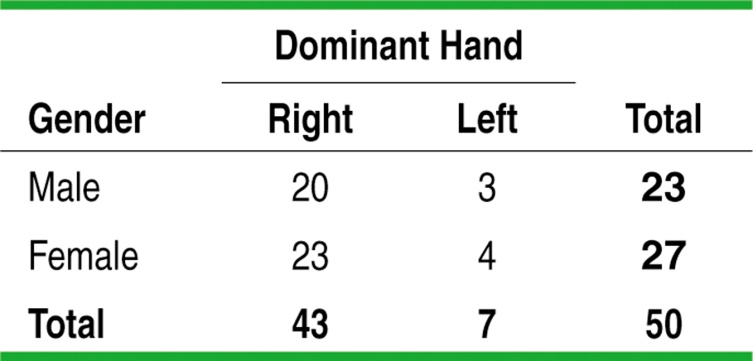 Dominant Hand
Gender Right Left Total
Male 20 3 23
Female 23 4 27
Total 43 7 50